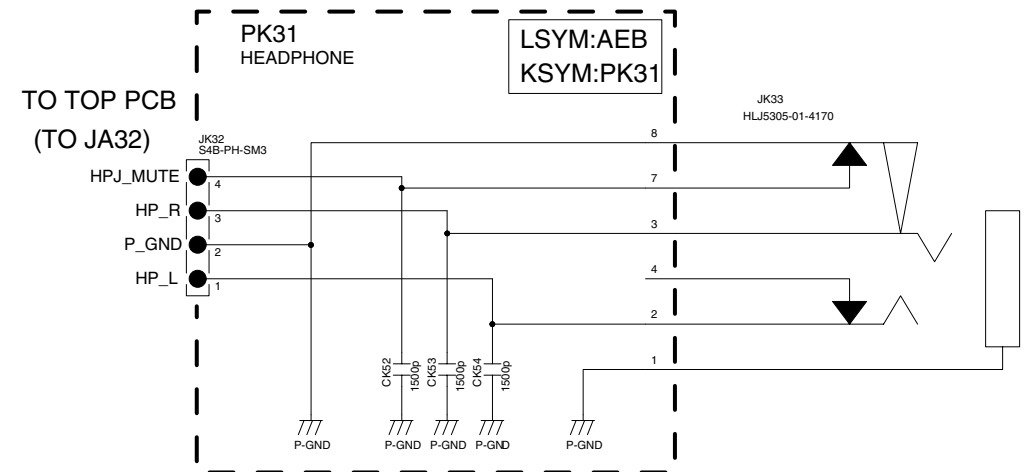 PK31
HEADPHONE
LSYM:AEB
KSYM:PK31
TO TOP PCB
(TO JA32)
JK32
S4B-PH-SM3
JK33
HLJ5305-01-4170
HPJ_MUTE
4
HP_R
3
P_GND
2
HP_L
1
8
7
3
4
2
1
CK52
1500p
CK53
1500p
CK54
1500p
P-GND
P-GND
P-GND
P-GND
P-GND